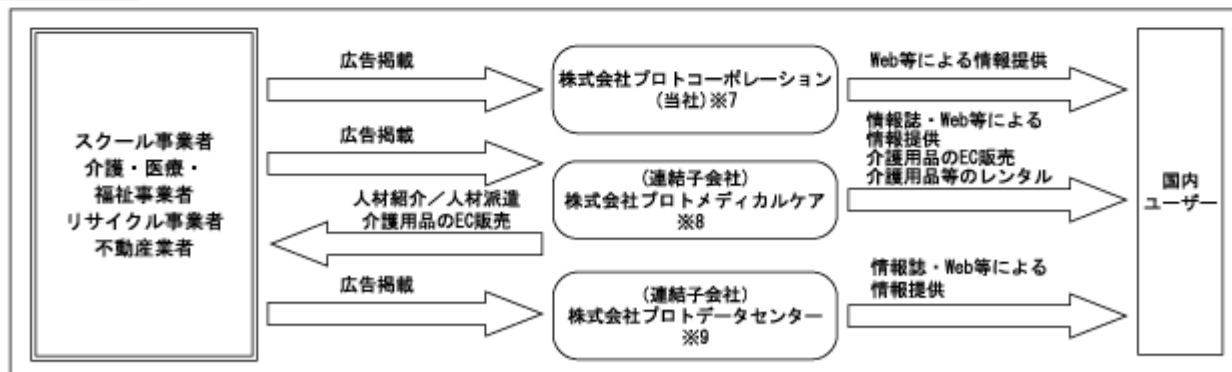 スクール事業者
介護・医療・
福祉事業者
リサイクル事業者
不動産業者
広告掲載
株式会社プロトコーポレーション
(当社)※7
Web等による情報提供
広告掲載
(連結子会社)
株式会社プロトメディカルケア
※8
情報誌・Web等による
情報提供
介護用品のEC販売
介護用品等のレンタル
人材紹介／人材派遣
介護用品のEC販売
広告掲載
(連結子会社)
株式会社プロトデータセンター
※9
情報誌・Web等による
情報提供
国内
ユーザー